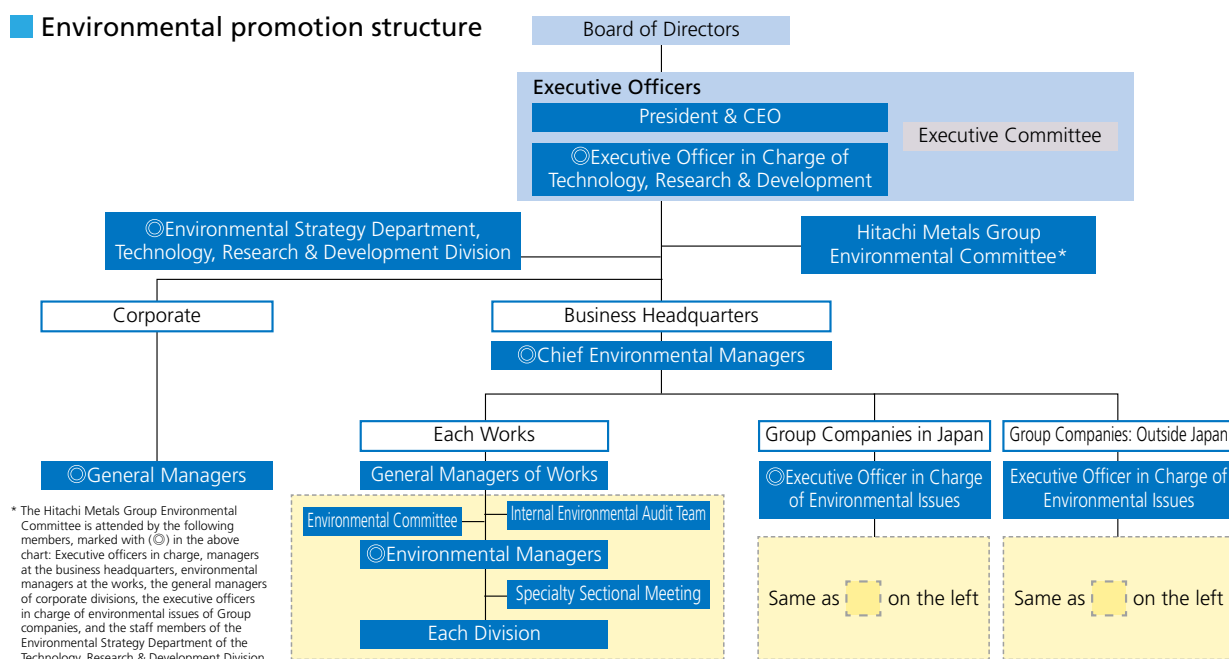 Environmental promotion structure
Board of Directors
Executive Officers
President & CEO
Executive Committee
◎Executive Officer in Charge of
Technology, Research & Development
◎Environmental Strategy Department,
Technology, Research & Development Division
Hitachi Metals Group
Environmental Committee*
Corporate
Business Headquarters
◎Chief Environmental Managers
Each Works
Group Companies in Japan
Group Companies: Outside Japan
◎General Managers
General Managers of Works
◎Executive Officer in Charge
of Environmental Issues
Executive Officer in Charge of
Environmental Issues
Environmental Committee
Internal Environmental Audit Team
◎Environmental Managers
Specialty Sectional Meeting
Each Division
Same as on the left
Same as on the left
* The Hitachi Metals Group Environmental
Committee is attended by the following
members, marked with (◎) in the above
chart: Executive officers in charge, managers
at the business headquarters, environmental
managers at the works, the general managers
of corporate divisions, the executive officers
in charge of environmental issues of Group
companies, and the staff members of the
Environmental Strategy Department of the
Technology, Research & Development Division